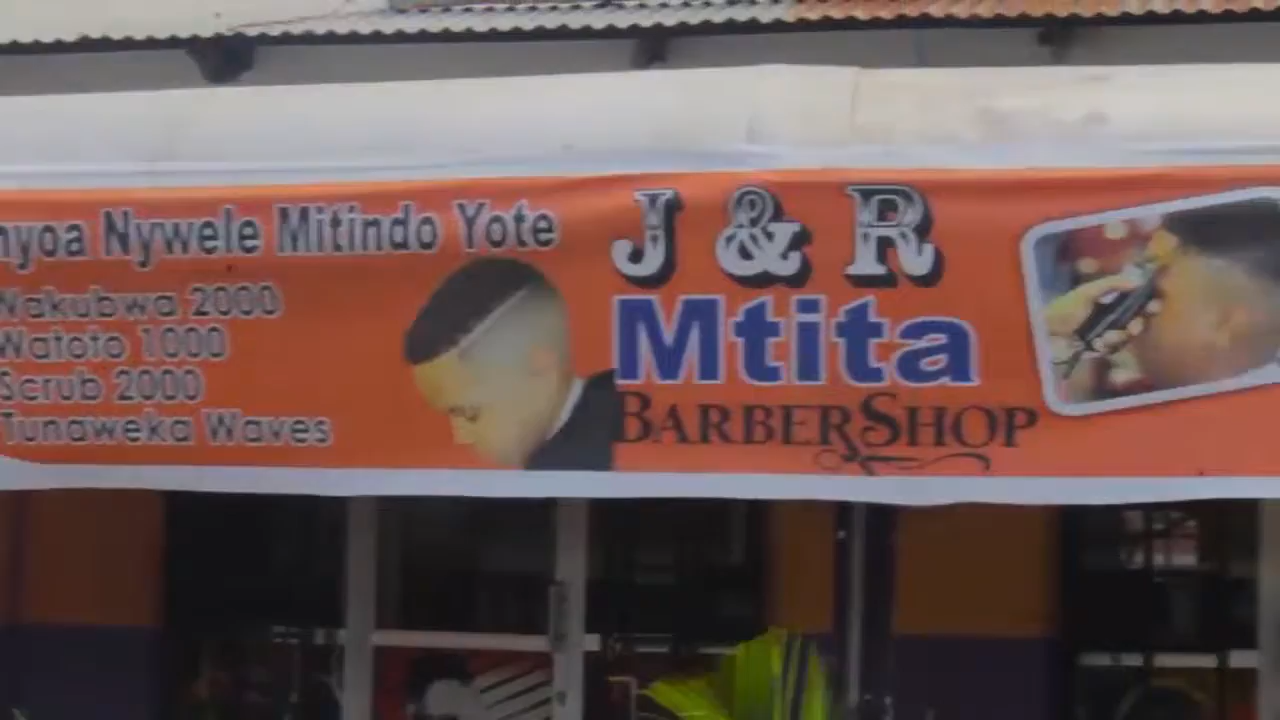 nyoa Nywele Mitindo Yote
Wakubwa 2000
Watoto 1000
Scrub 2000
Tunaweka Waves
J & R
Mtita
BARBERSHOP